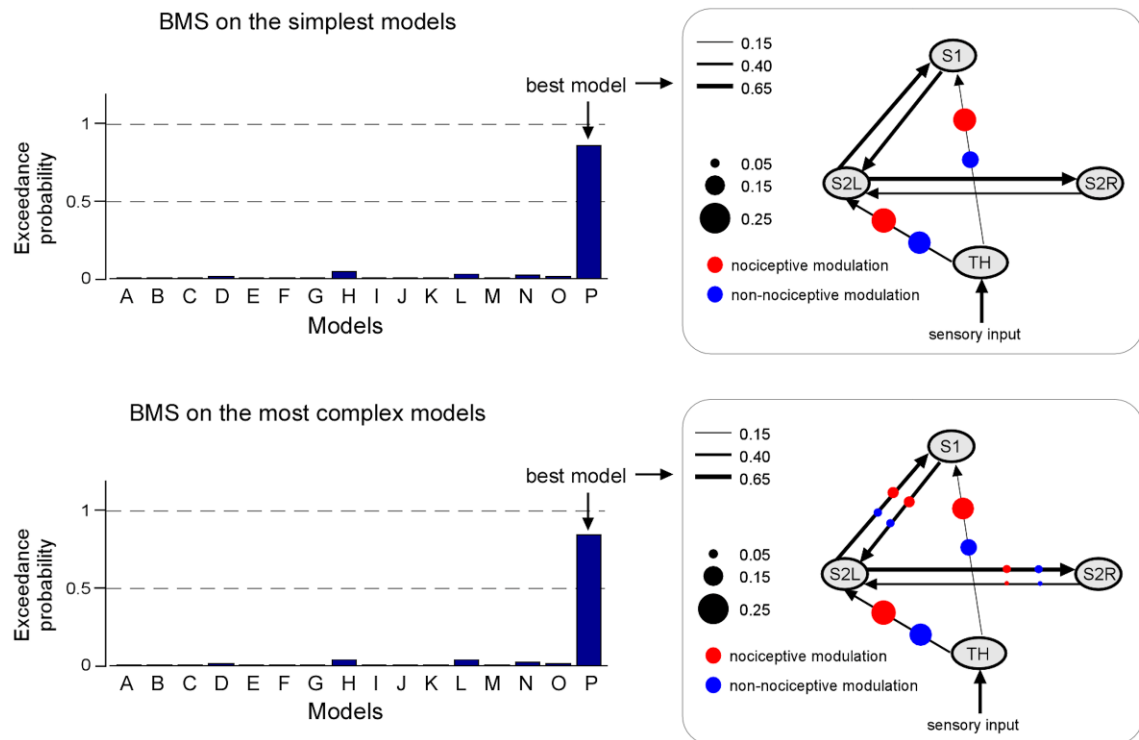 BMS on the simplest models
best model
Exceedance
probability
1
0.5
0
A B C D E F G H I J K L M N O P
Models
0.15
0.40
0.65
0.05
0.15
0.25
nociceptive modulation
non-nociceptive modulation
S1
S2L
S2R
TH
sensory input
BMS on the most complex models
best model
Exceedance
probability
1
0.5
0
A B C D E F G H I J K L M N O P
Models
0.15
0.40
0.65
0.05
0.15
0.25
nociceptive modulation
non-nociceptive modulation
S1
S2L
S2R
TH
sensory input